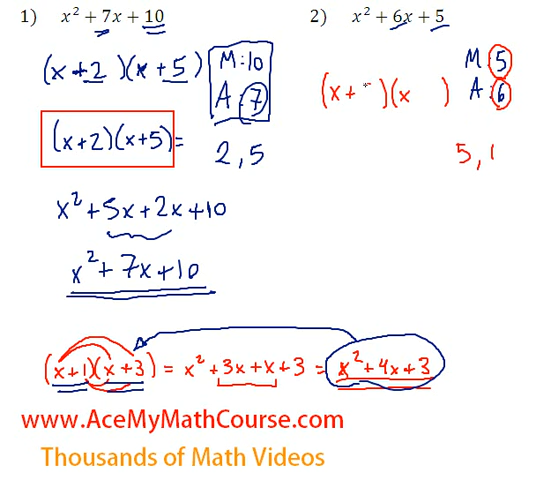 1) x² + 7x + 10
(x+2)(x+5)
M:10
A:7
(x+2)(x+5)=
2,5
x²+5x+2x+10
x²+7x+10
2) x² + 6x + 5
M:5
A:6
(x+ )(x )
5,1
(x+1)(x+3) = x²+3x+x+3 = x²+4x+3
www.AceMyMathCourse.com
Thousands of Math Videos